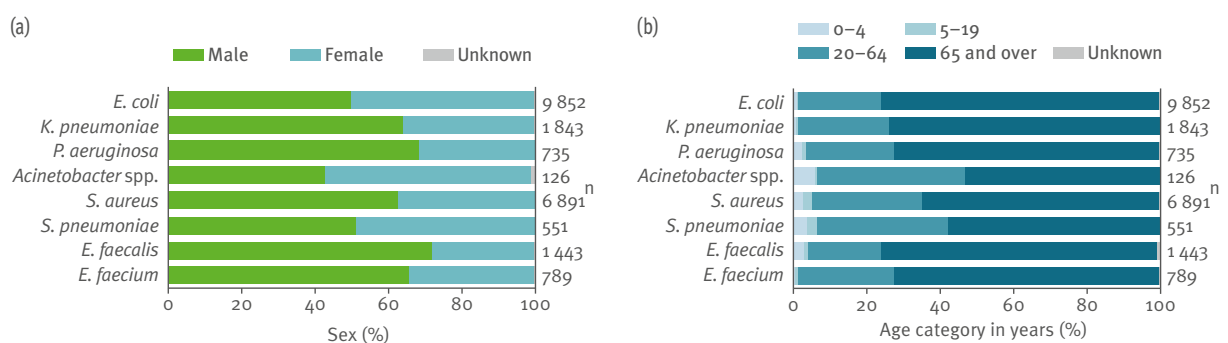 (a)
Male Female Unknown
E. coli 9 852
K. pneumoniae 1 843
P. aeruginosa 735
Acinetobacter spp. 126
n
S. aureus 6 891
S. pneumoniae 551
E. faecalis 1 443
E. faecium 789
0 20 40 60 80 100
Sex (%)
(b)
0–4 5–19
20–64 65 and over Unknown
E. coli 9 852
K. pneumoniae 1 843
P. aeruginosa 735
Acinetobacter spp. 126
n
S. aureus 6 891
S. pneumoniae 551
E. faecalis 1 443
E. faecium 789
0 20 40 60 80 100
Age category in years (%)